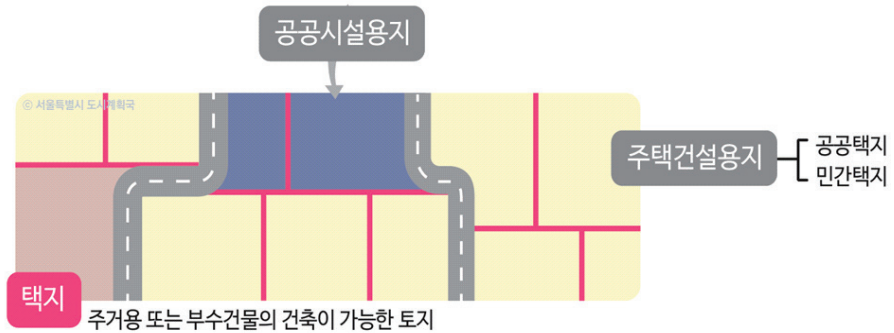 공공시설용지
© 서울특별시 도시계획국
주택건설용지
공공택지
민간택지
택지
주거용 또는 부수건물의 건축이 가능한 토지